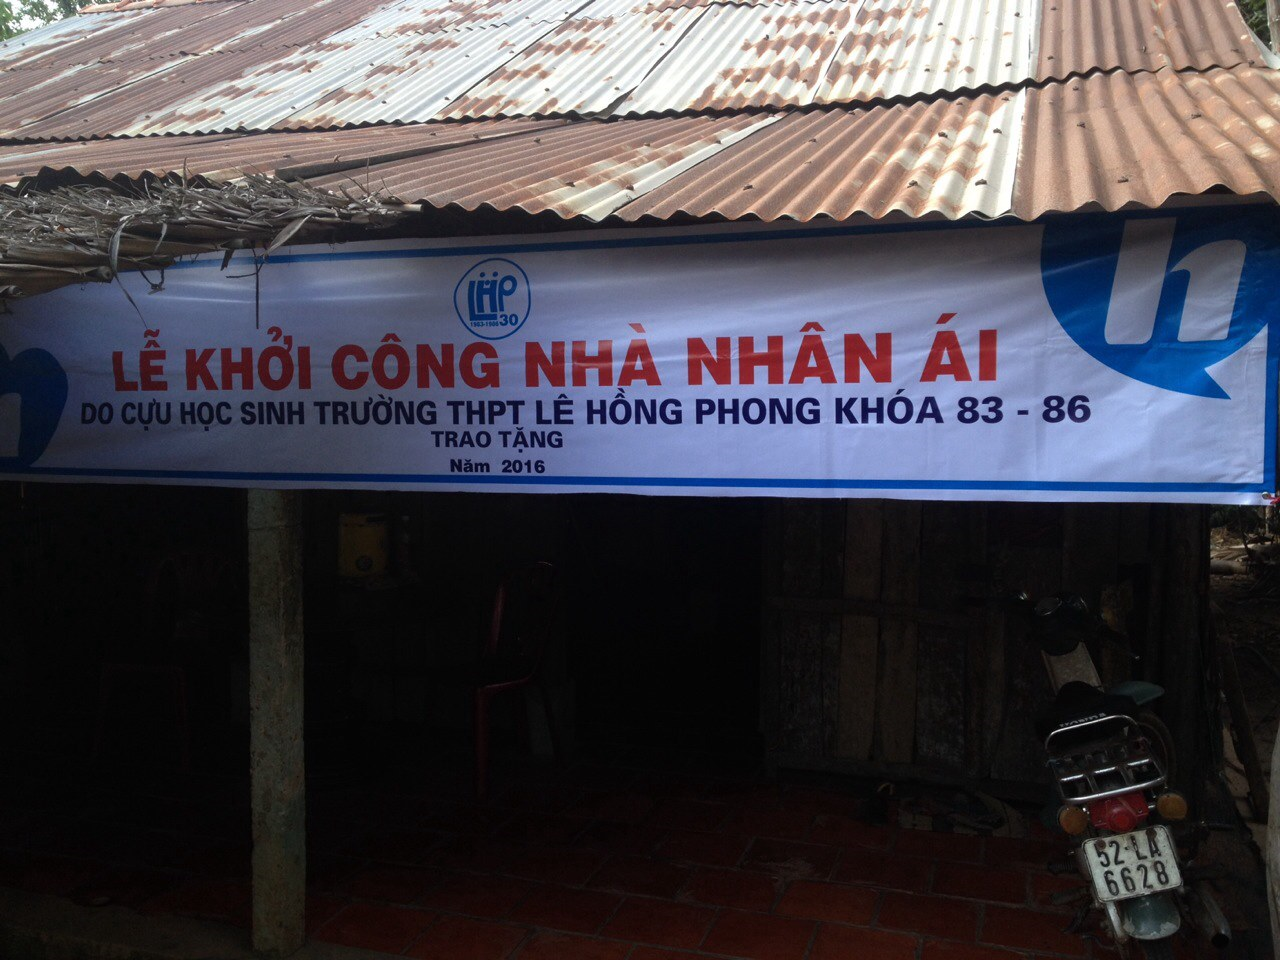 LHP
1983-1986 30
LỄ KHỞI CÔNG NHÀ NHÂN ÁI
DO CỰU HỌC SINH TRƯỜNG THPT LÊ HỒNG PHONG KHÓA 83 - 86
TRAO TẶNG
Năm 2016
h
52-LA
6628